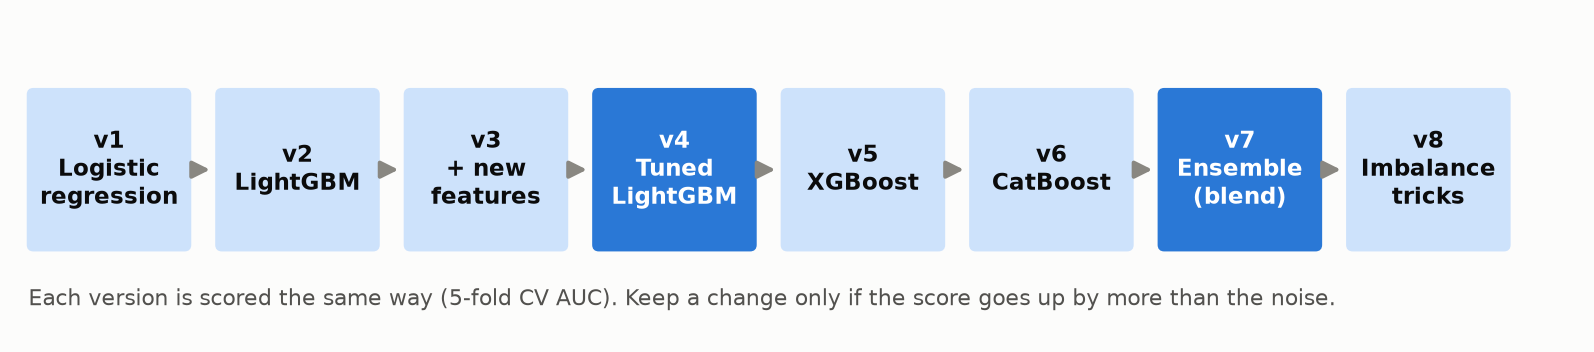 v1
Logistic
regression
v2
LightGBM
v3
+ new
features
v4
Tuned
LightGBM
v5
XGBoost
v6
CatBoost
v7
Ensemble
(blend)
v8
Imbalance
tricks
Each version is scored the same way (5-fold CV AUC). Keep a change only if the score goes up by more than the noise.